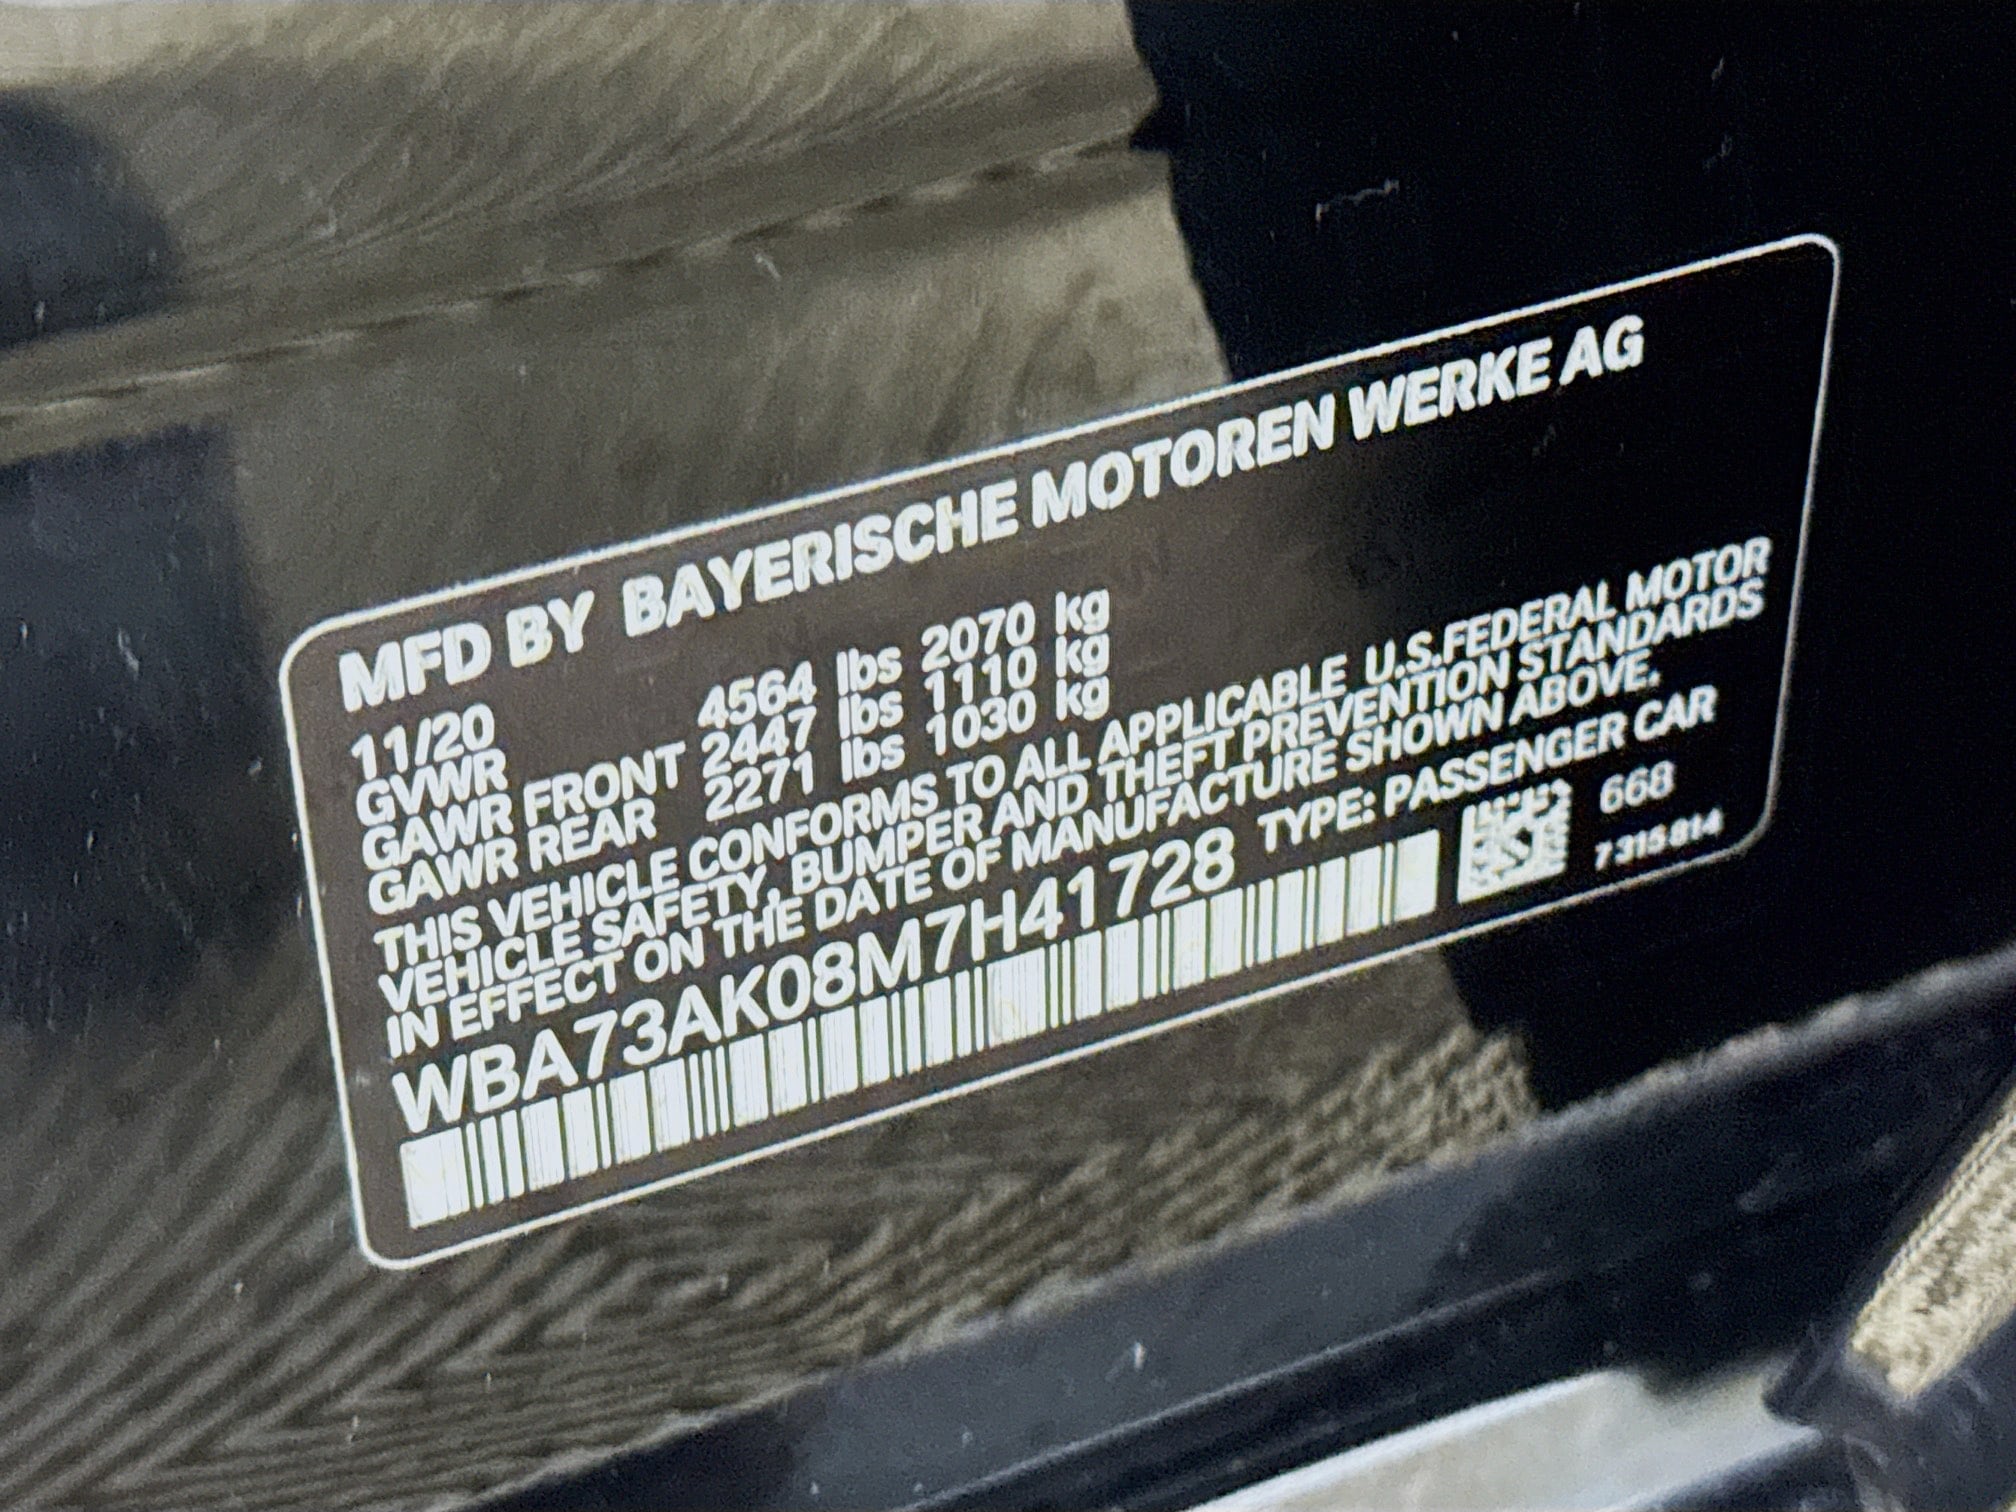 MFD BY BAYERISCHE MOTOREN WERKE AG
11/20
GVWR 4564 lbs 2070 kg
GAWR FRONT 2447 lbs 1110 kg
GAWR REAR 2271 lbs 1030 kg
THIS VEHICLE CONFORMS TO ALL APPLICABLE U.S.FEDERAL MOTOR
VEHICLE SAFETY, BUMPER AND THEFT PREVENTION STANDARDS
IN EFFECT ON THE DATE OF MANUFACTURE SHOWN ABOVE.
WBA73AK08M7H41728 TYPE: PASSENGER CAR
668
7 315 814